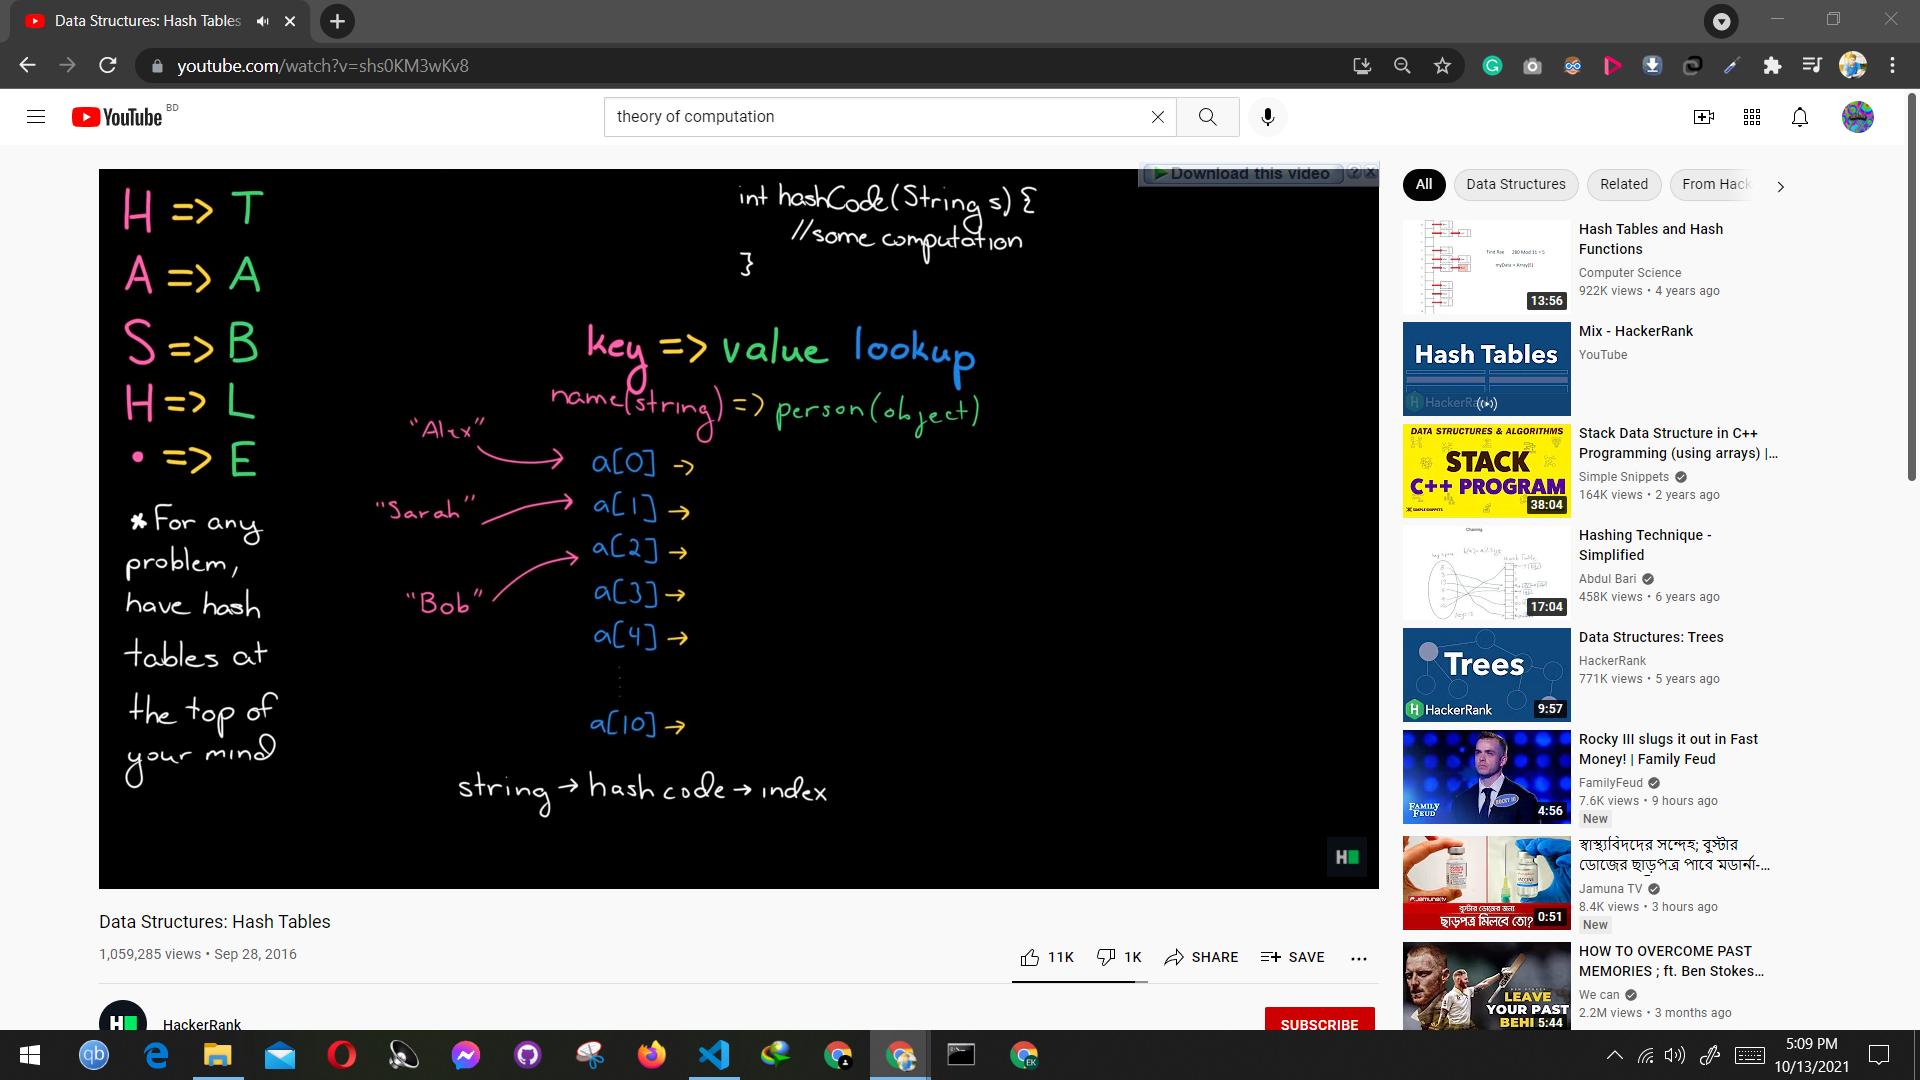 Data Structures: Hash Tables
youtube.com/watch?v=shs0KM3wKv8
YouTube BD
theory of computation
Download this video
H => T
A => A
S => B
H => L
• => E
*For any
problem,
have hash
tables at
the top of
your mind
int hashCode(String s) {
//some computation
}
key => value lookup
name(string) => person(object)
"Alex"
"Sarah"
"Bob"
a[0] ->
a[1] →
a[2] →
a[3] →
a[4] →
a[10] →
string → hash code → index
Data Structures: Hash Tables
1,059,285 views • Sep 28, 2016
11K
1K
SHARE
SAVE
HackerRank
SUBSCRIBE
All
Data Structures
Related
From Hack
Hash Tables and Hash
Functions
Computer Science
922K views • 4 years ago
13:56
Hash Tables
Mix - HackerRank
YouTube
DATA STRUCTURES & ALGORITHMS
STACK
C++ PROGRAM
38:04
Stack Data Structure in C++
Programming (using arrays) |...
Simple Snippets
164K views • 2 years ago
17:04
Hashing Technique -
Simplified
Abdul Bari
458K views • 6 years ago
Trees
HackerRank
9:57
Data Structures: Trees
HackerRank
771K views • 5 years ago
FAMILY
FEUD
4:56
Rocky III slugs it out in Fast
Money! | Family Feud
FamilyFeud
7.6K views • 9 hours ago
New
ছাড়পত্র মিলবে তো?
0:51
স্বাস্থ্যবিদদের সন্দেহ; বুস্টার
ডোজের ছাড়পত্র পাবে মডার্না-...
Jamuna TV
8.4K views • 3 hours ago
New
LEAVE
YOUR PAST
BEHI
5:44
HOW TO OVERCOME PAST
MEMORIES ; ft. Ben Stokes...
We can
2.2M views • 3 months ago
5:09 PM
10/13/2021